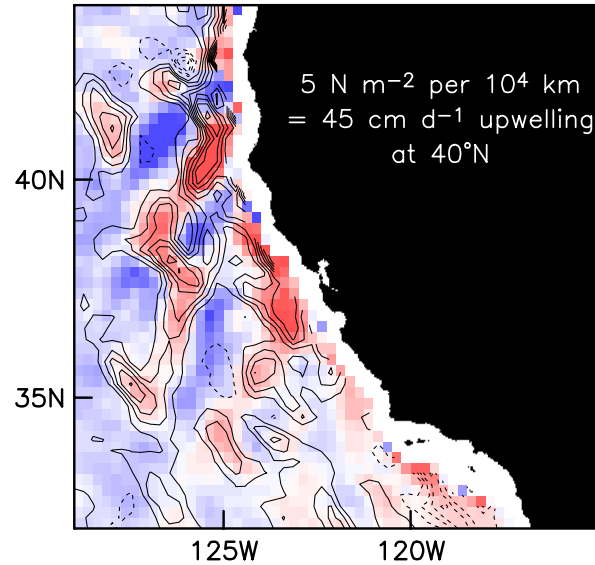 5 N m⁻² per 10⁴ km
= 45 cm d⁻¹ upwelling
at 40°N
40N
35N
125W
120W